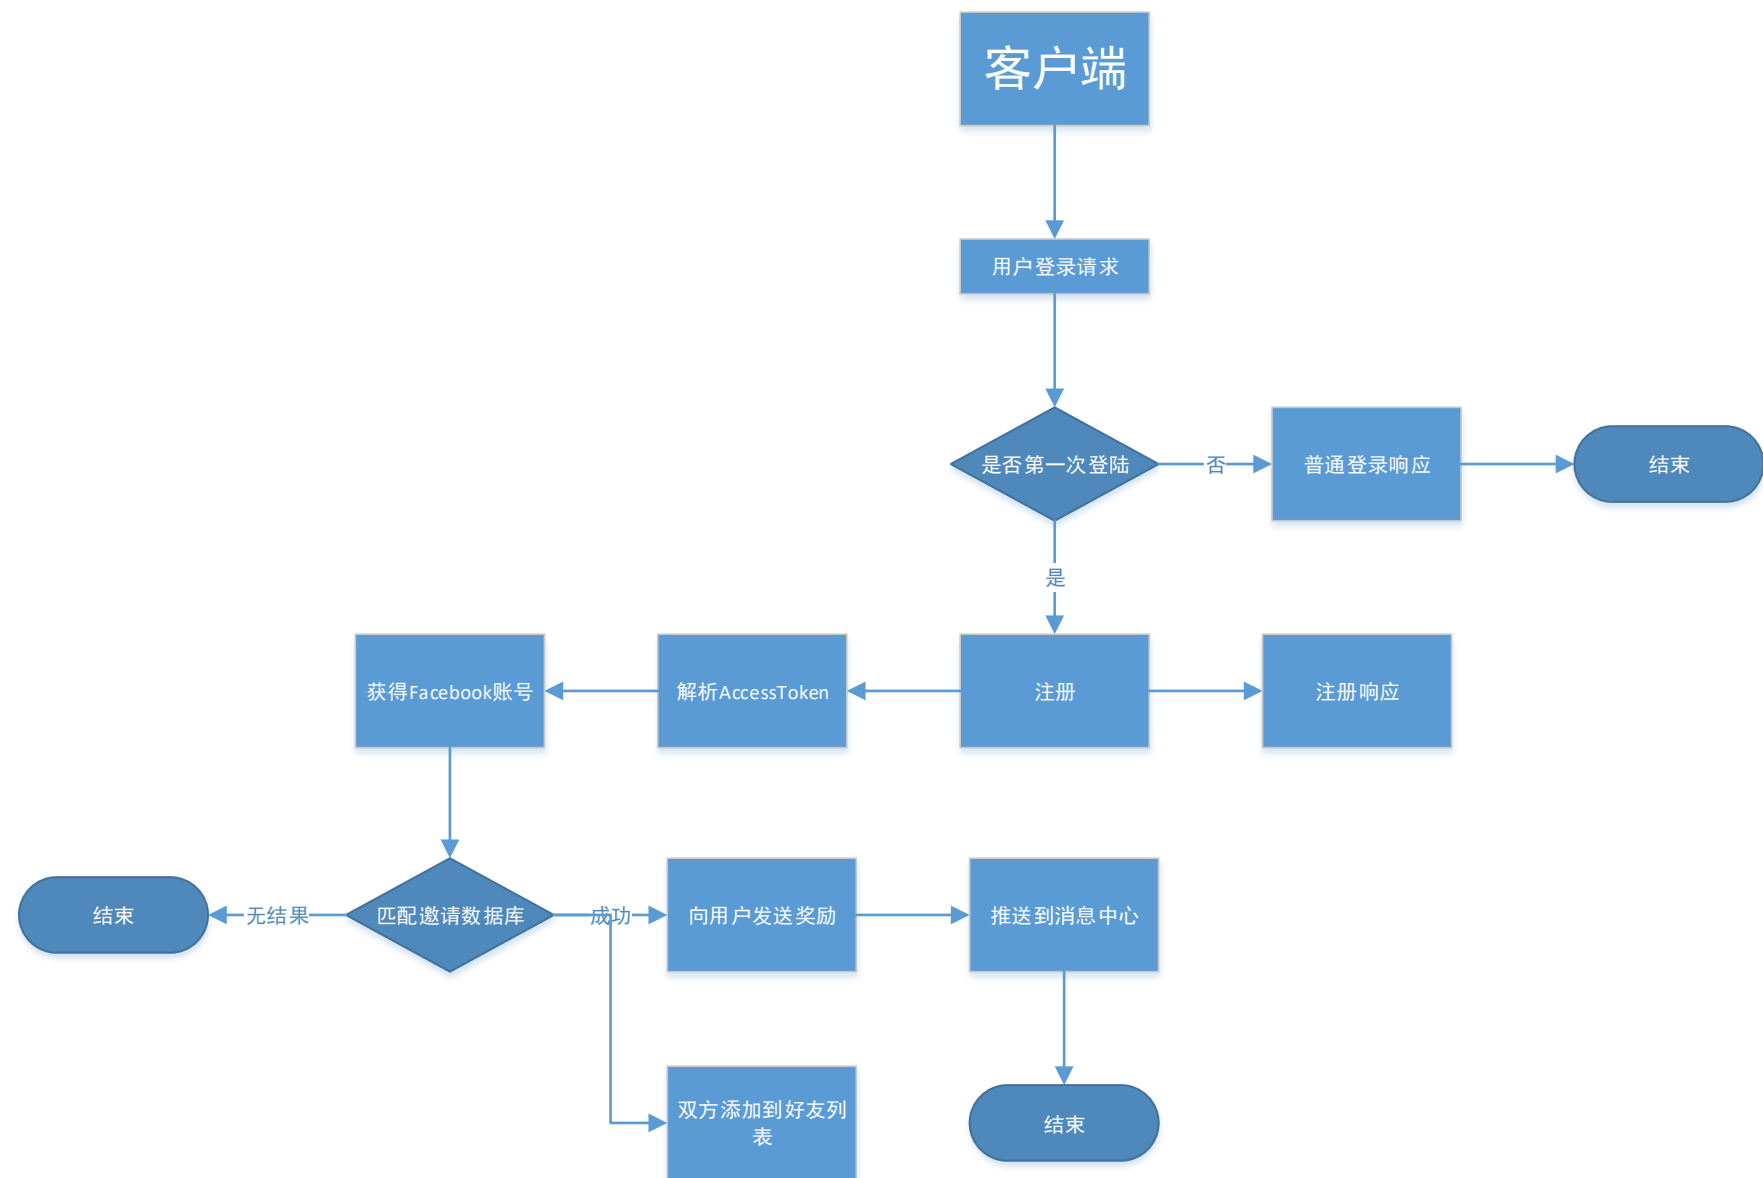 客户端
用户登录请求
是否第一次登陆
否
普通登录响应
结束
是
获得Facebook账号
解析AccessToken
注册
注册响应
结束
无结果
匹配邀请数据库
成功
向用户发送奖励
推送到消息中心
双方添加到好友列
表
结束